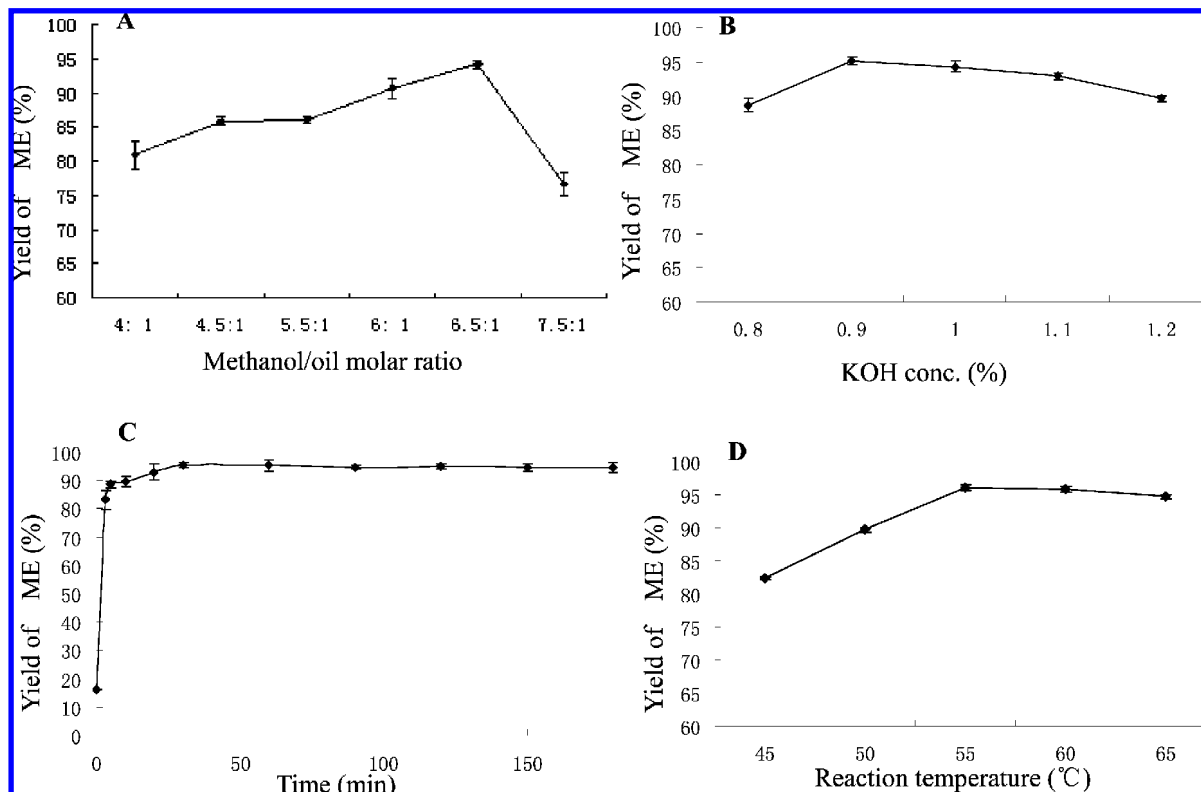 A
100
95
90
85
80
75
70
65
60
Yield of ME (%)
4: 1 4.5:1 5.5:1 6: 1 6.5:1 7.5:1
Methanol/oil molar ratio
B
100
95
90
85
80
75
70
65
60
Yield of ME (%)
0.8 0.9 1 1.1 1.2
KOH conc. (%)
C
100
90
80
70
60
50
40
30
20
10
0
Yield of ME (%)
0 50 100 150
Time (min)
D
100
95
90
85
80
75
70
65
60
Yield of ME (%)
45 50 55 60 65
Reaction temperature (℃)